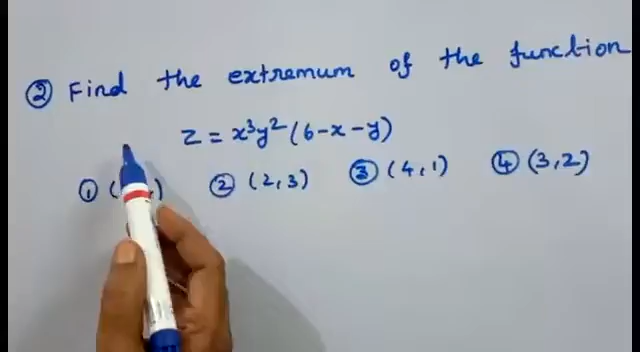 ② Find the extremum of the function
z = x³y² (6-x-y)
① ( ) ② (2,3) ③ (4,1) ④ (3,2)